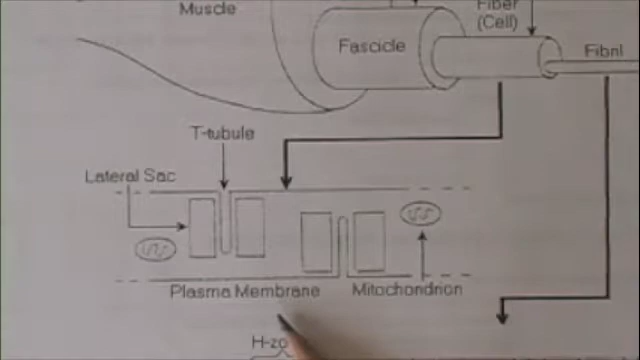 Muscle
Fiber
(Cell)
Fascicle
Fibril
T-tubule
Lateral Sac
Plasma Membrane
Mitochondrion